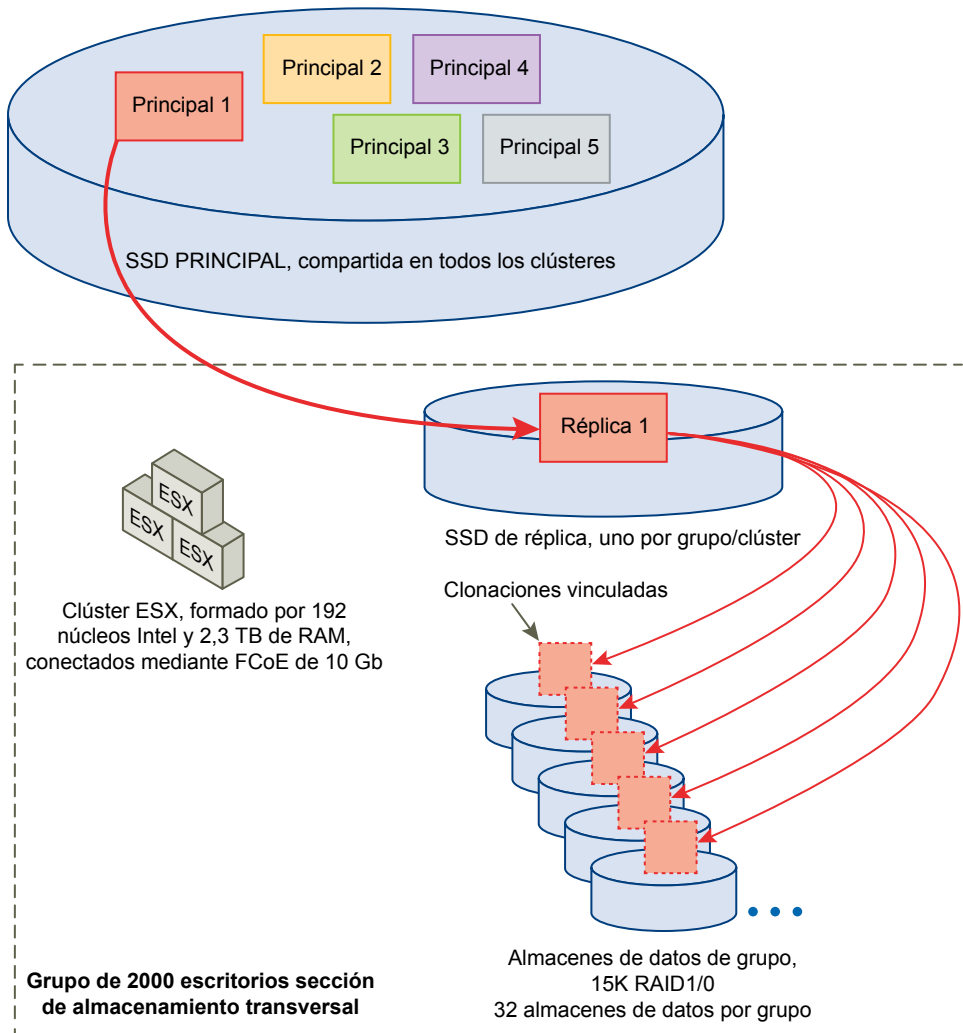 Principal 1
Principal 2
Principal 4
Principal 3
Principal 5
SSD PRINCIPAL, compartida en todos los clústeres
Réplica 1
SSD de réplica, uno por grupo/clúster
ESX
ESX
ESX
Clúster ESX, formado por 192
núcleos Intel y 2,3 TB de RAM,
conectados mediante FCoE de 10 Gb
Clonaciones vinculadas
Almacenes de datos de grupo,
15K RAID1/0
32 almacenes de datos por grupo
Grupo de 2000 escritorios sección
de almacenamiento transversal